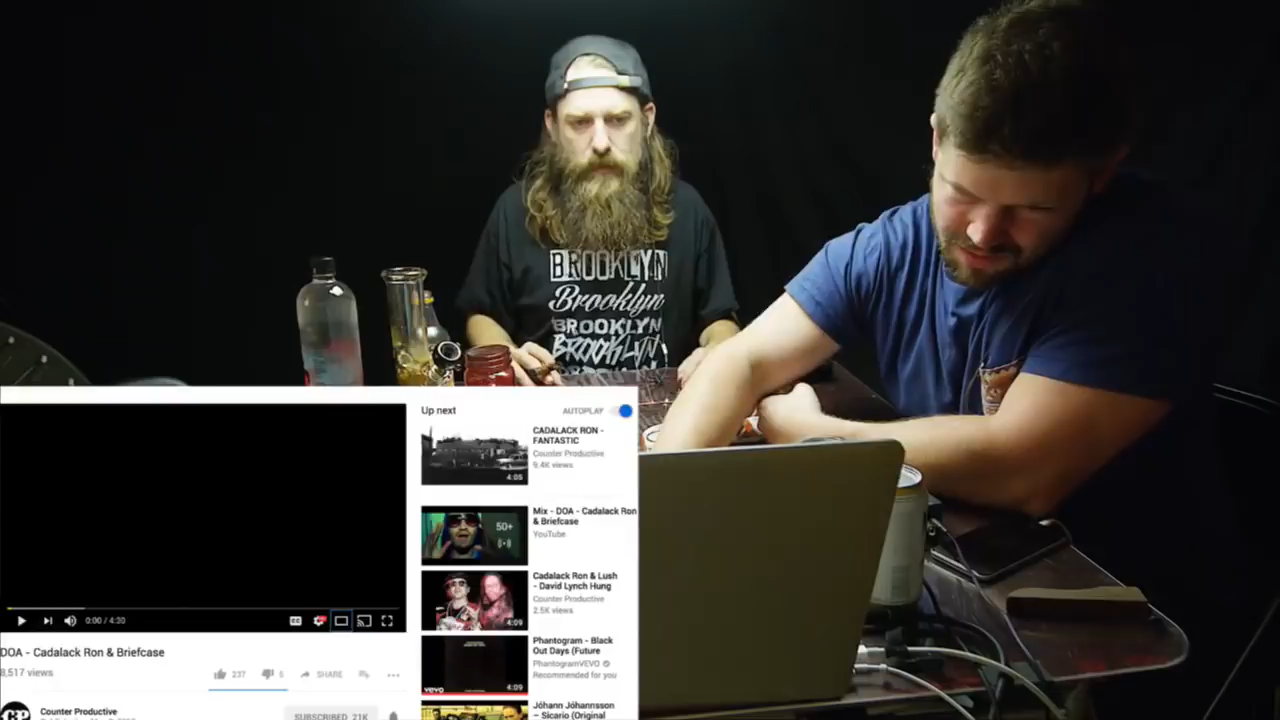 BROOKLYN
Brooklyn
BROOKLYN
BROOKLYN
Up next
AUTOPLAY
CADALACK RON -
FANTASTIC
Counter Productive
9.4K views
4:05
Mix - DOA - Cadalack Ron
& Briefcase
YouTube
50+
Cadalack Ron & Lush
- David Lynch Hung
Counter Productive
2.5K views
4:09
Phantogram - Black
Out Days (Future
PhantogramVEVO
Recommended for you
vevo
4:09
Jóhann Jóhannsson
– Sicario (Original
0:00 / 4:30
DOA - Cadalack Ron & Briefcase
8,517 views
237
SHARE
CP
Counter Productive
SUBSCRIBED 21K